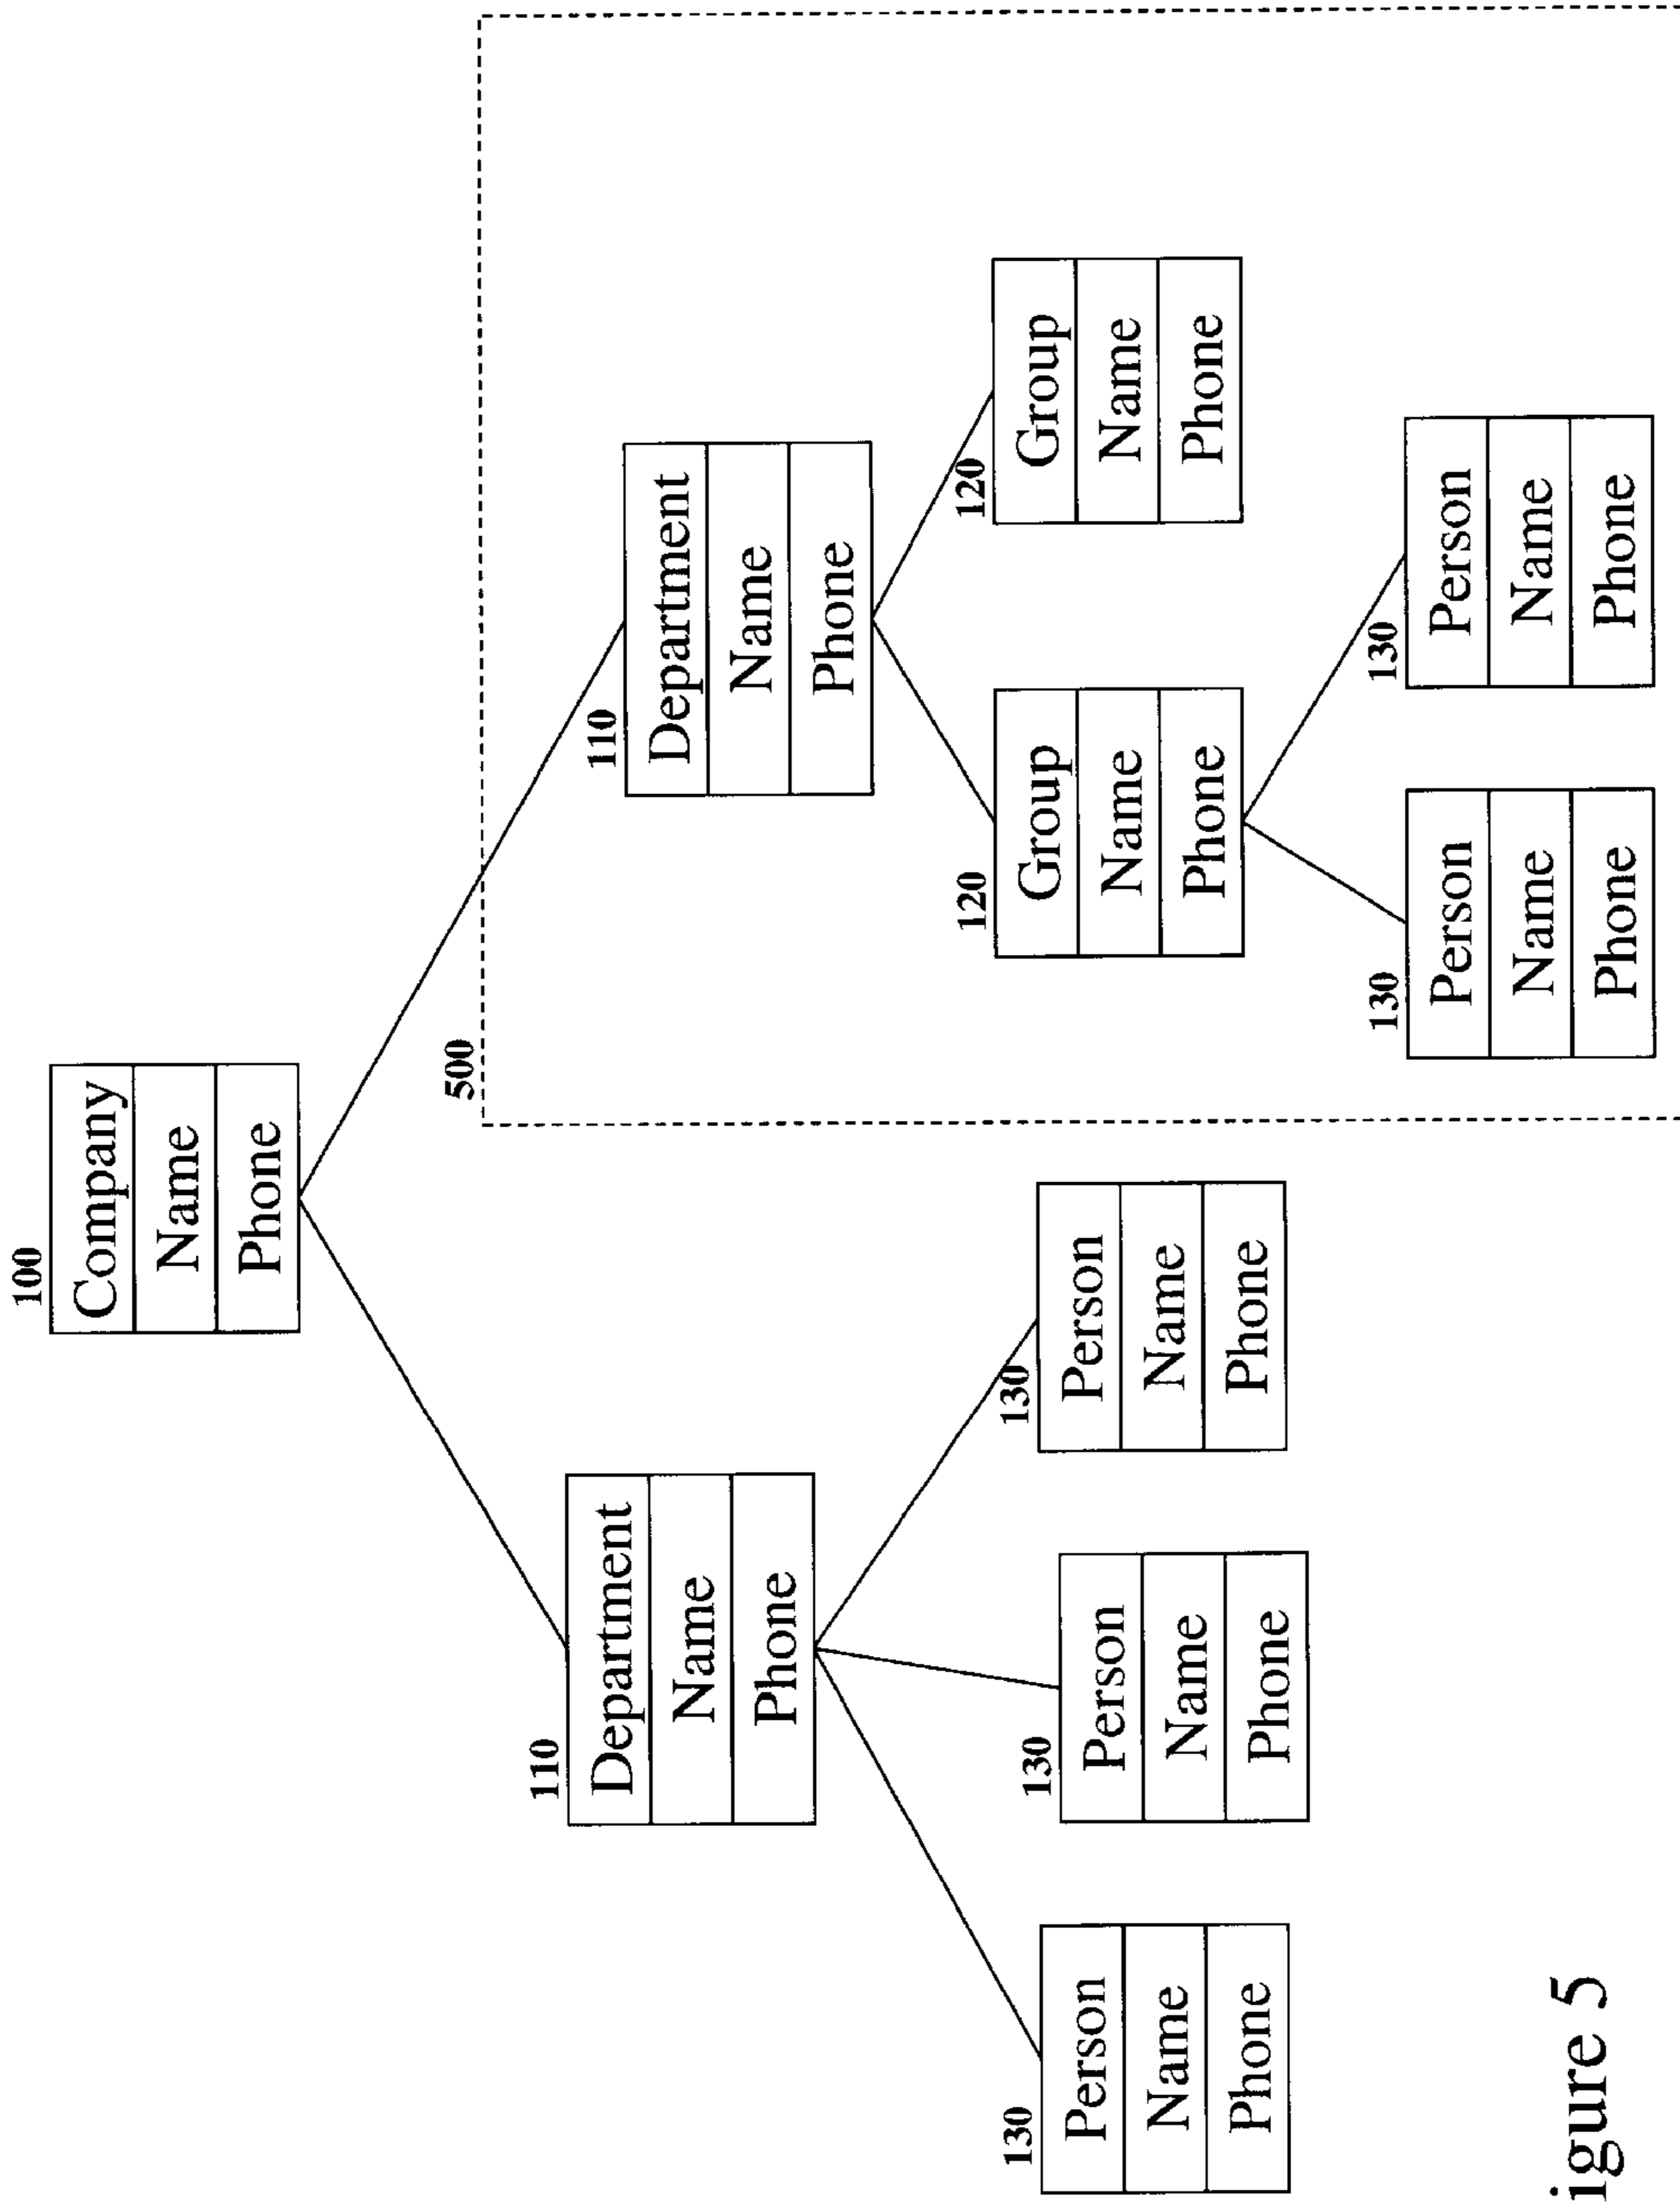 100
Company
Name
Phone
500
110
Department
Name
Phone
110
Department
Name
Phone
130
Person
Name
Phone
130
Person
Name
Phone
130
Person
Name
Phone
120
Group
Name
Phone
120
Group
Name
Phone
130
Person
Name
Phone
130
Person
Name
Phone
igure 5